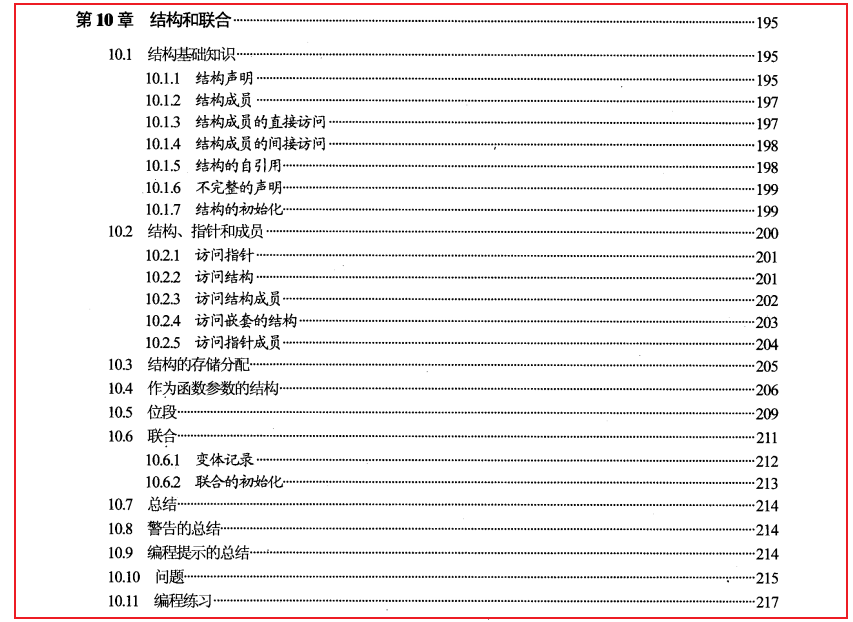 第 10 章 结构和联合 195
10.1 结构基础知识 195
10.1.1 结构声明 195
10.1.2 结构成员 197
10.1.3 结构成员的直接访问 197
10.1.4 结构成员的间接访问 198
10.1.5 结构的自引用 198
10.1.6 不完整的声明 199
10.1.7 结构的初始化 199
10.2 结构、指针和成员 200
10.2.1 访问指针 201
10.2.2 访问结构 201
10.2.3 访问结构成员 202
10.2.4 访问嵌套的结构 203
10.2.5 访问指针成员 204
10.3 结构的存储分配 205
10.4 作为函数参数的结构 206
10.5 位段 209
10.6 联合 211
10.6.1 变体记录 212
10.6.2 联合的初始化 213
10.7 总结 214
10.8 警告的总结 214
10.9 编程提示的总结 214
10.10 问题 215
10.11 编程练习 217